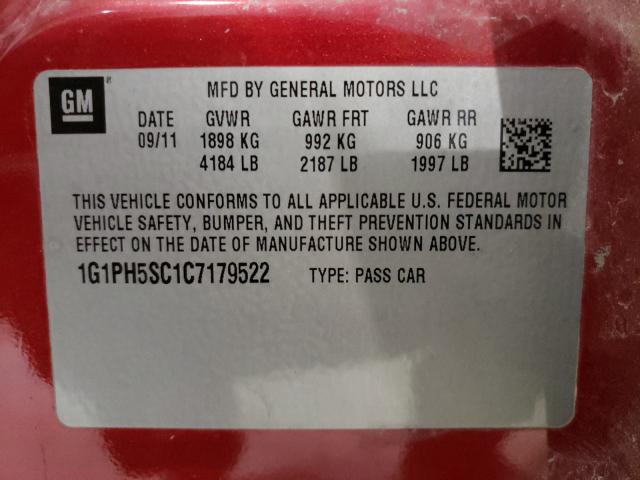 GM
MFD BY GENERAL MOTORS LLC
DATE GVWR GAWR FRT GAWR RR
09/11 1898 KG 992 KG 906 KG
4184 LB 2187 LB 1997 LB
THIS VEHICLE CONFORMS TO ALL APPLICABLE U.S. FEDERAL MOTOR
VEHICLE SAFETY, BUMPER, AND THEFT PREVENTION STANDARDS IN
EFFECT ON THE DATE OF MANUFACTURE SHOWN ABOVE.
1G1PH5SC1C7179522 TYPE: PASS CAR